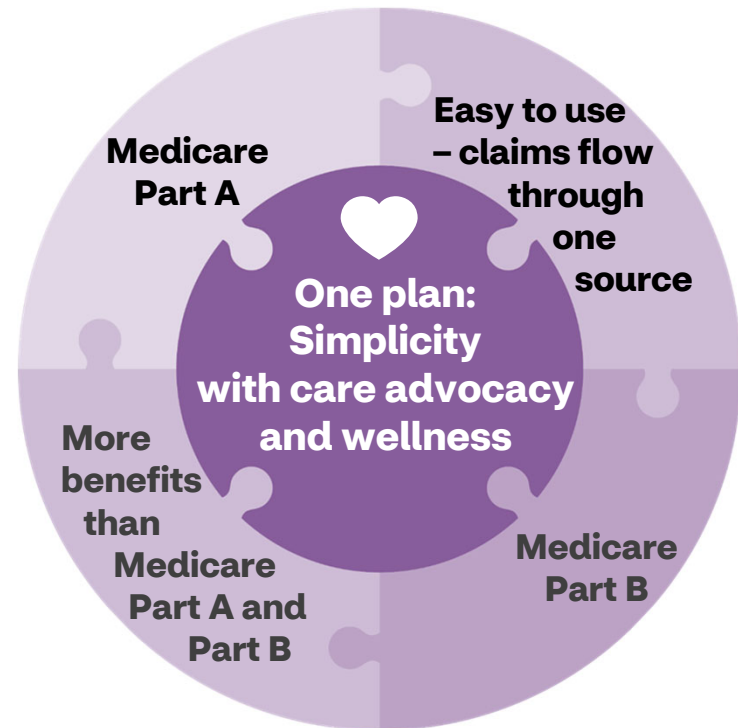 Medicare
Part A
Easy to use
– claims flow
through
one
source
One plan:
Simplicity
with care advocacy
and wellness
More
benefits
than
Medicare
Part A and
Part B
Medicare
Part B